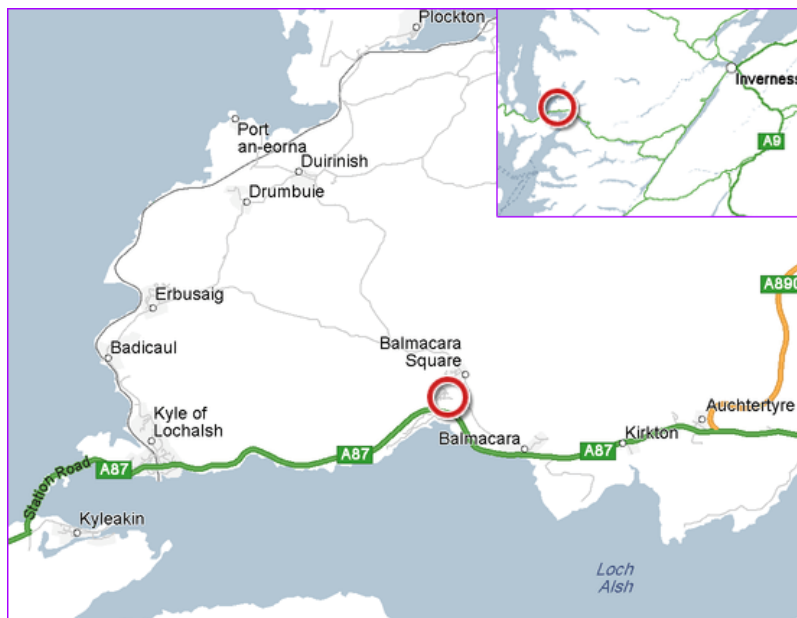 Plockton
Inverness
Port
an-eorna
A9
Duirinish
Drumbuie
A890
Erbusaig
Badicaul
Balmacara
Square
Kyle of
Lochalsh
Auchtertyre
Balmacara
Kirkton
A87
A87
A87
Station Road
Kyleakin
Loch
Alsh